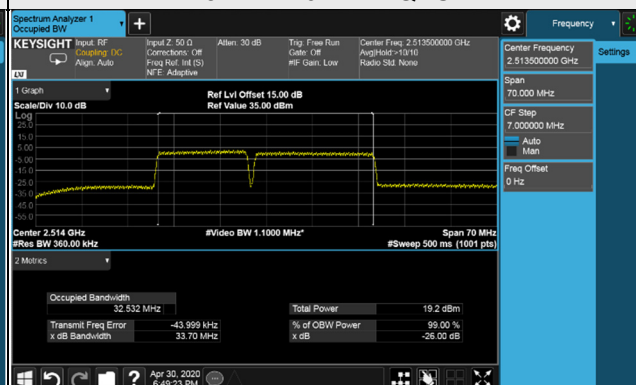 Spectrum Analyzer 1
Occupied BW
Frequency
KEYSIGHT
Input: RF
Coupling: DC
Align: Auto
Input Z: 50 Ω
Corrections: Off
Freq Ref: Int (S)
NFE: Adaptive
Atten: 30 dB
Trig: Free Run
Gate: Off
#IF Gain: Low
Center Freq: 2.513500000 GHz
Avg|Hold:>10/10
Radio Std: None
LXI
Center Frequency
2.513500000 GHz
Settings
Span
70.000 MHz
CF Step
7.000000 MHz
Auto
Man
Freq Offset
0 Hz
1 Graph
Scale/Div 10.0 dB
Ref Lvl Offset 15.00 dB
Ref Value 35.00 dBm
Log
25.0
15.0
5.00
-5.00
-15.0
-25.0
-35.0
-45.0
-55.0
Center 2.514 GHz
#Res BW 360.00 kHz
#Video BW 1.1000 MHz*
Span 70 MHz
#Sweep 500 ms (1001 pts)
2 Metrics
Occupied Bandwidth
32.532 MHz
Transmit Freq Error -43.999 kHz
x dB Bandwidth 33.70 MHz
Total Power 19.2 dBm
% of OBW Power 99.00 %
x dB -26.00 dB
Apr 30, 2020
6:49:23 PM